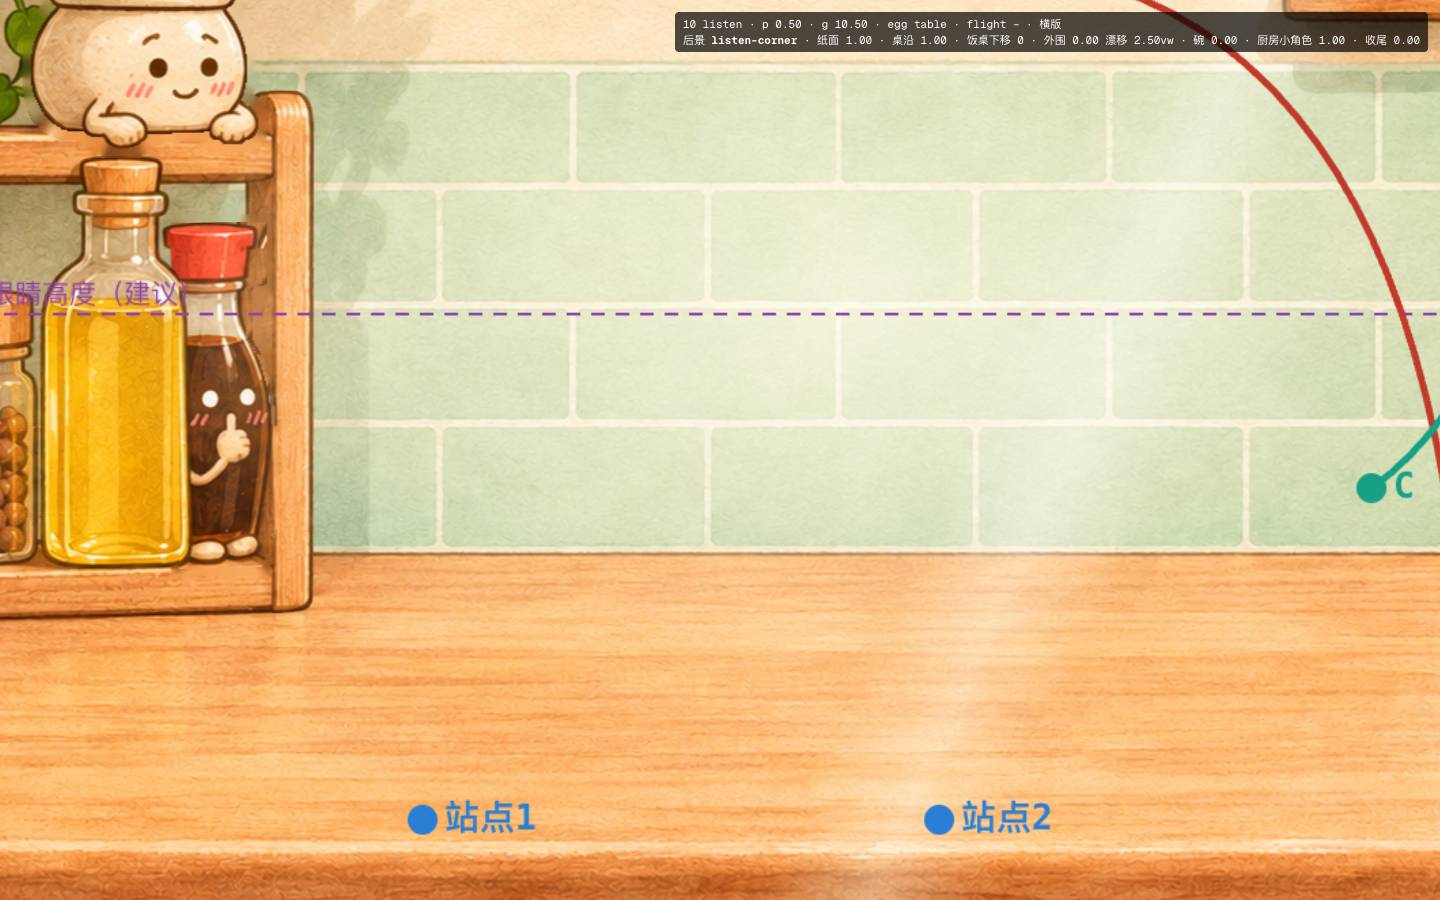 10 listen · p 0.50 · g 10.50 · egg table · flight – · 横版
后景 listen-corner · 纸面 1.00 · 桌沿 1.00 · 饭桌下移 0 · 外围 0.00 漂移 2.50vw · 碗 0.00 · 厨房小角色 1.00 · 收尾 0.00
眼睛高度（建议）
C
站点1
站点2